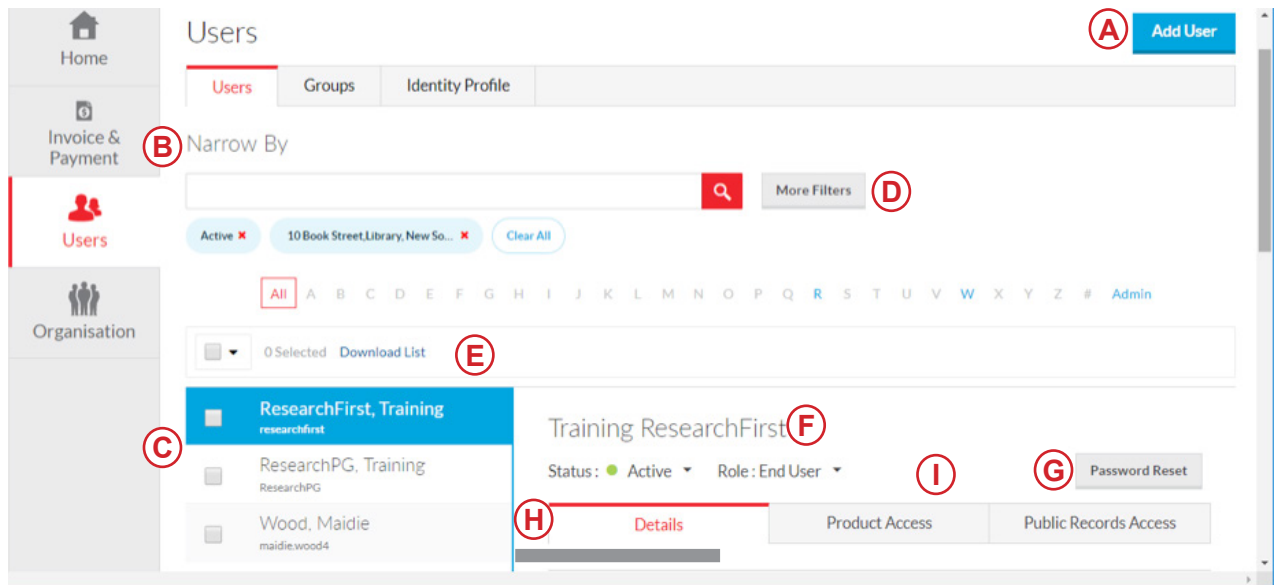 Home
Invoice &
Payment
Users
Organisation
Users
A
Add User
Users Groups Identity Profile
B
Narrow By
More Filters
D
Active ✖ 10 Book Street,Library, New So... ✖ Clear All
All A B C D E F G H I J K L M N O P Q R S T U V W X Y Z # Admin
0 Selected Download List
E
C
ResearchFirst, Training
researchfirst
ResearchPG, Training
ResearchPG
Wood, Maidie
maidie.wood4
Training ResearchFirst
F
Status : Active Role : End User
I
G
Password Reset
H
Details Product Access Public Records Access